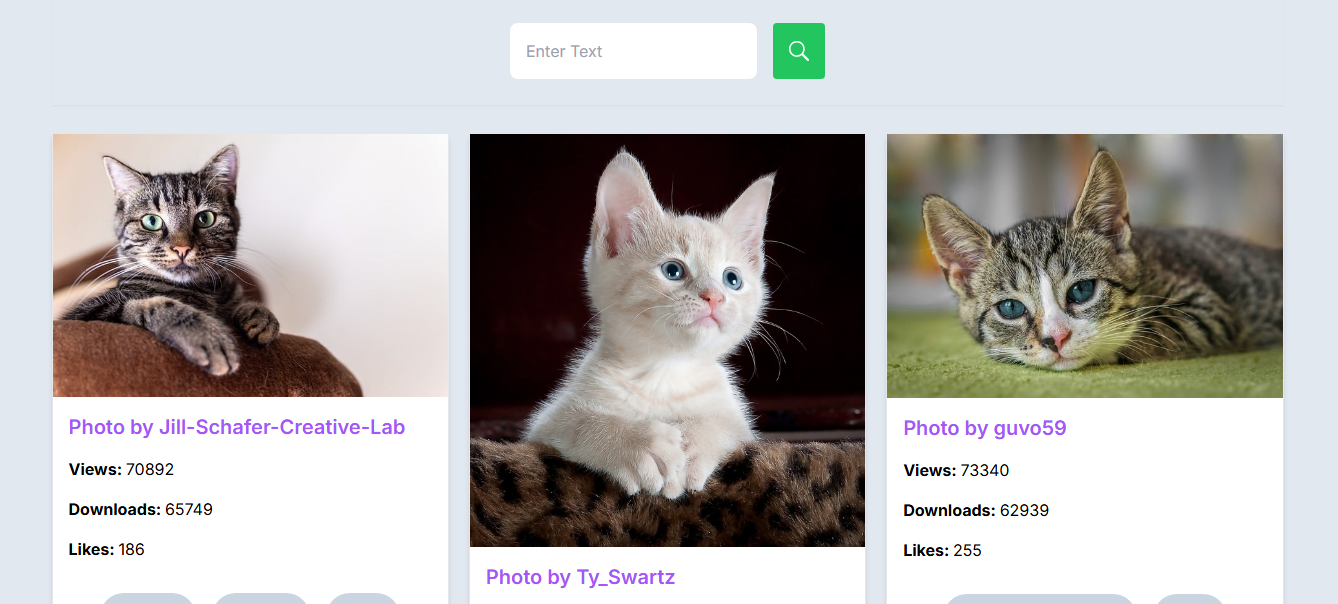 Enter Text
Photo by Jill-Schafer-Creative-Lab
Views: 70892
Downloads: 65749
Likes: 186
Photo by Ty_Swartz
Photo by guvo59
Views: 73340
Downloads: 62939
Likes: 255